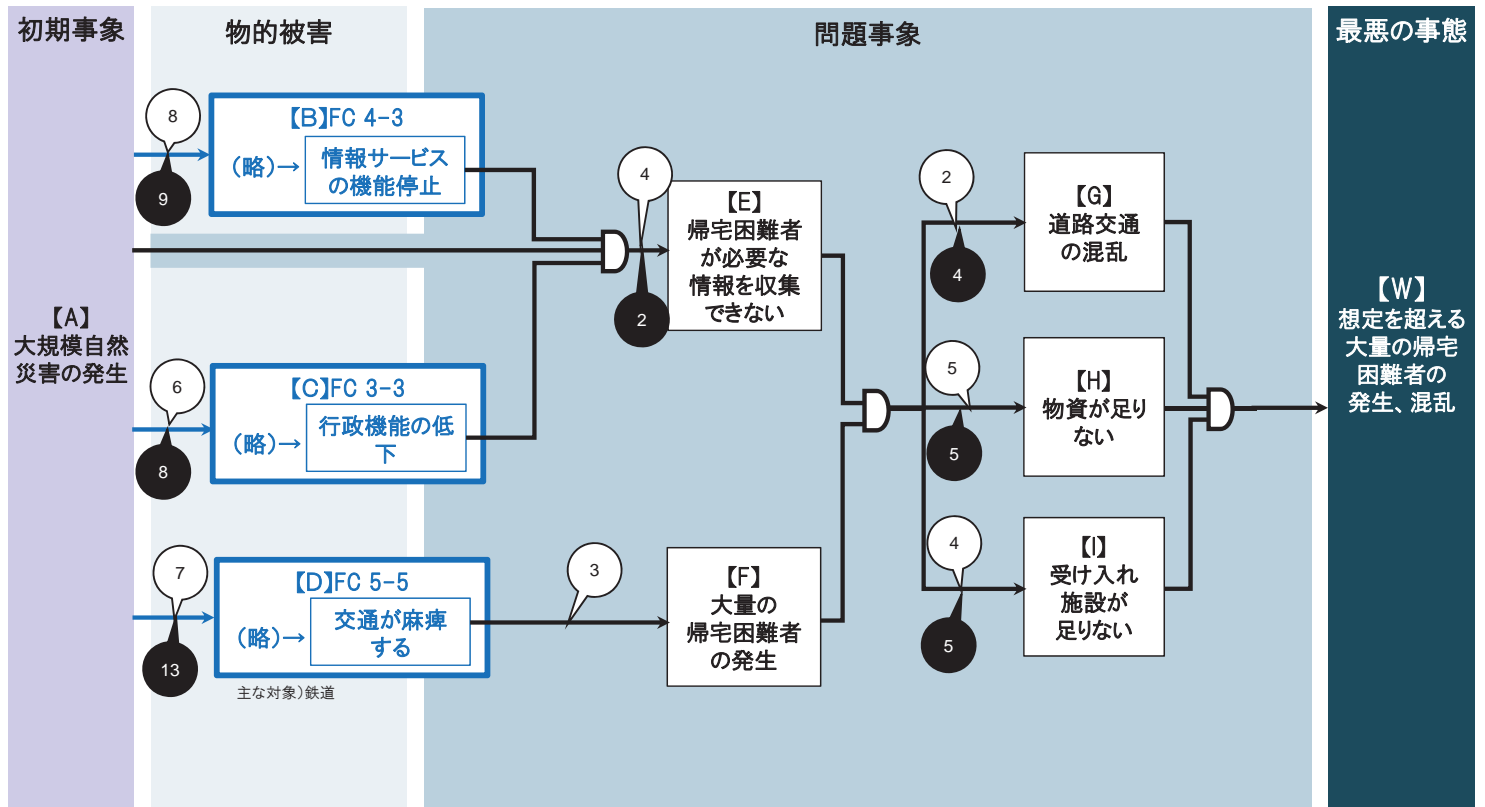 初期事象
物的被害
問題事象
最悪の事態
【A】
大規模自然
災害の発生
8
9
【B】FC 4-3
(略)→
情報サービス
の機能停止
6
8
【C】FC 3-3
(略)→
行政機能の低
下
7
13
【D】FC 5-5
(略)→
交通が麻痺
する
主な対象)鉄道
4
2
【E】
帰宅困難者
が必要な
情報を収集
できない
3
【F】
大量の
帰宅困難者
の発生
2
4
【G】
道路交通
の混乱
5
5
【H】
物資が足り
ない
4
5
【I】
受け入れ
施設が
足りない
【W】
想定を超える
大量の帰宅
困難者の
発生、混乱